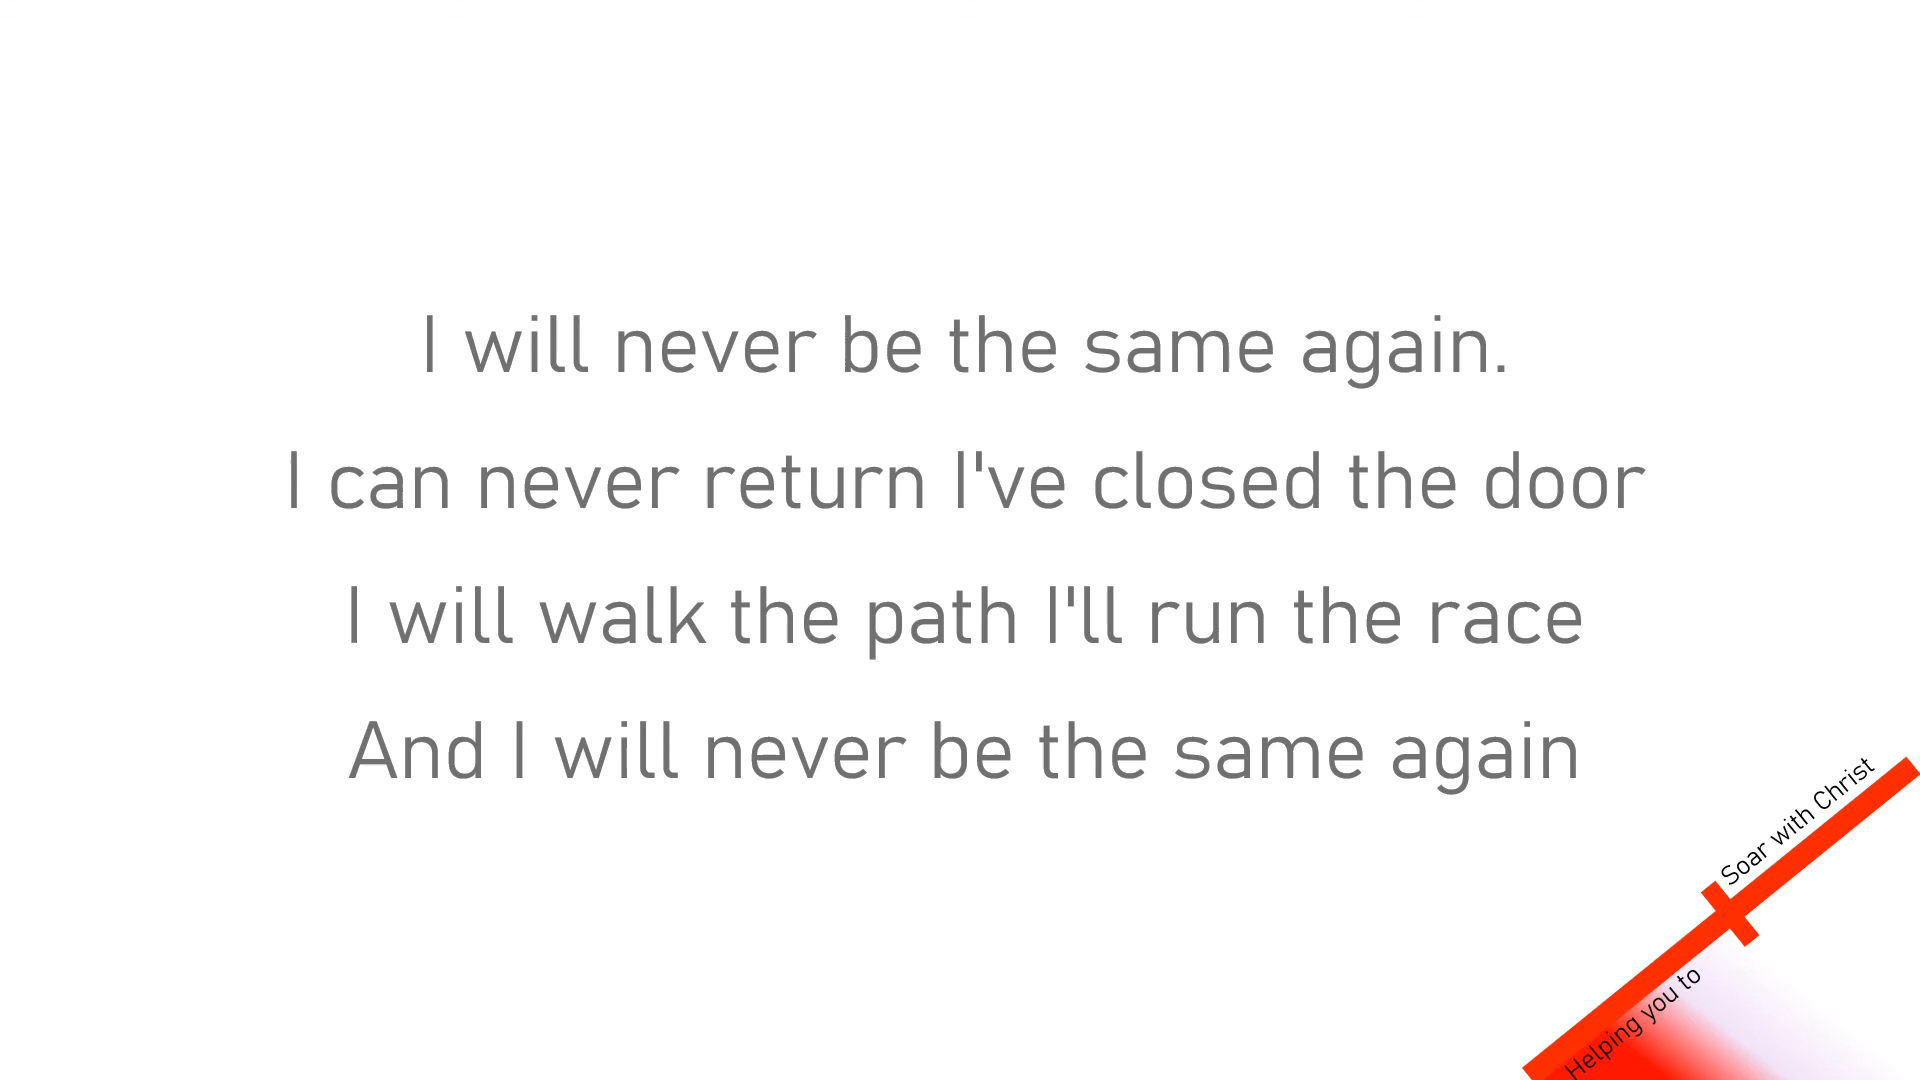 I will never be the same again.
I can never return I've closed the door
I will walk the path I'll run the race
And I will never be the same again
Helping you to
Soar with Christ